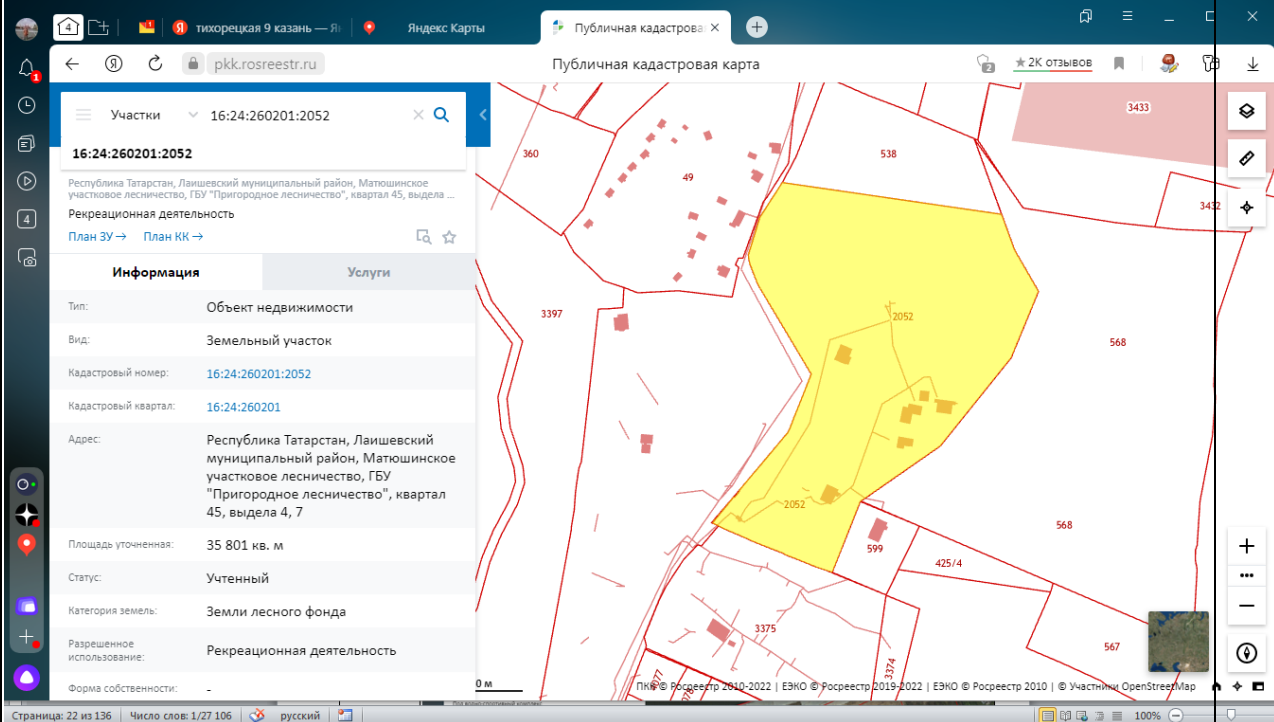 4
1
тихорецкая 9 казань — Я
Яндекс Карты
Публичная кадастрова
1
pkk.rosreestr.ru
Публичная кадастровая карта
2
2К отзывов
Участки
16:24:260201:2052
16:24:260201:2052
Республика Татарстан, Лаишевский муниципальный район, Матюшинское
участковое лесничество, ГБУ "Пригородное лесничество", квартал 45, выдела ...
Рекреационная деятельность
План ЗУ →
План КК →
Информация
Услуги
Тип:
Объект недвижимости
Вид:
Земельный участок
Кадастровый номер:
16:24:260201:2052
Кадастровый квартал:
16:24:260201
Адрес:
Республика Татарстан, Лаишевский
муниципальный район, Матюшинское
участковое лесничество, ГБУ
"Пригородное лесничество", квартал
45, выдела 4, 7
Площадь уточненная:
35 801 кв. м
Статус:
Учтенный
Категория земель:
Земли лесного фонда
Разрешенное
использование:
Рекреационная деятельность
Форма собственности:
-
4
360
49
538
3433
3432
3397
2052
568
2052
568
599
425/4
3375
567
3374
0 м
ПКК © Росреестр 2010-2022 | ЕЭКО © Росреестр 2019-2022 | ЕЭКО © Росреестр 2010 | © Участники OpenStreetMap
Страница: 22 из 136
Число слов: 1/27 106
русский
100%